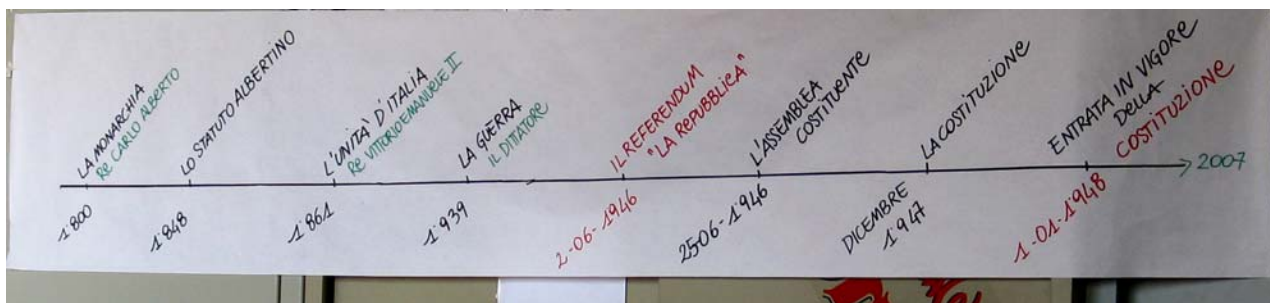 LA MONARCHIA
Re CARLO ALBERTO
1800
LO STATUTO ALBERTINO
1848
L'UNITA' D'ITALIA
Re VITTORIO EMANUELE II
1861
LA GUERRA
IL DITTATORE
1939
IL REFERENDUM
"LA REPUBBLICA"
2-06-1946
L'ASSEMBLEA
COSTITUENTE
25-06-1946
LA COSTITUZIONE
DICEMBRE
1947
ENTRATA IN VIGORE
DELLA
COSTITUZIONE
1-01-1948
2007